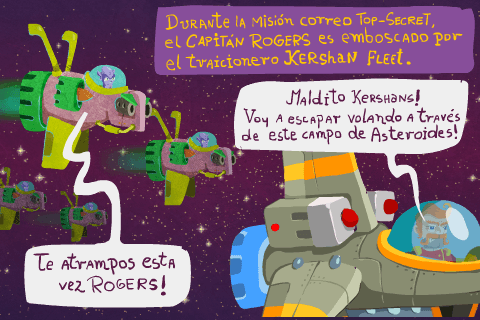 Durante la misión correo Top-Secret,
el Capitán Rogers es emboscado por
el traicionero Kershan Fleet.
Maldito Kershans!
Voy a escapar volando a través
de este campo de Asteroides!
Te atrampos esta
vez Rogers!